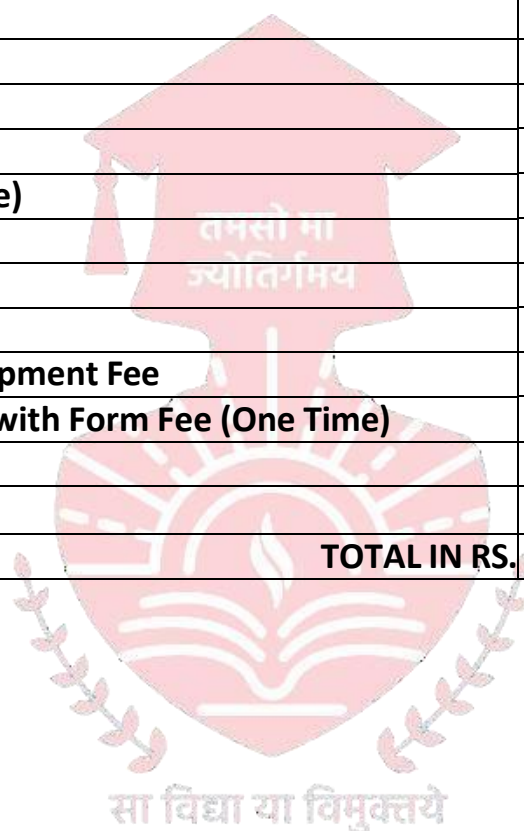 e)
तमसो मा
ज्योतिर्गमय
pment Fee
with Form Fee (One Time)
TOTAL IN RS.
सा विद्या या विमुक्तये